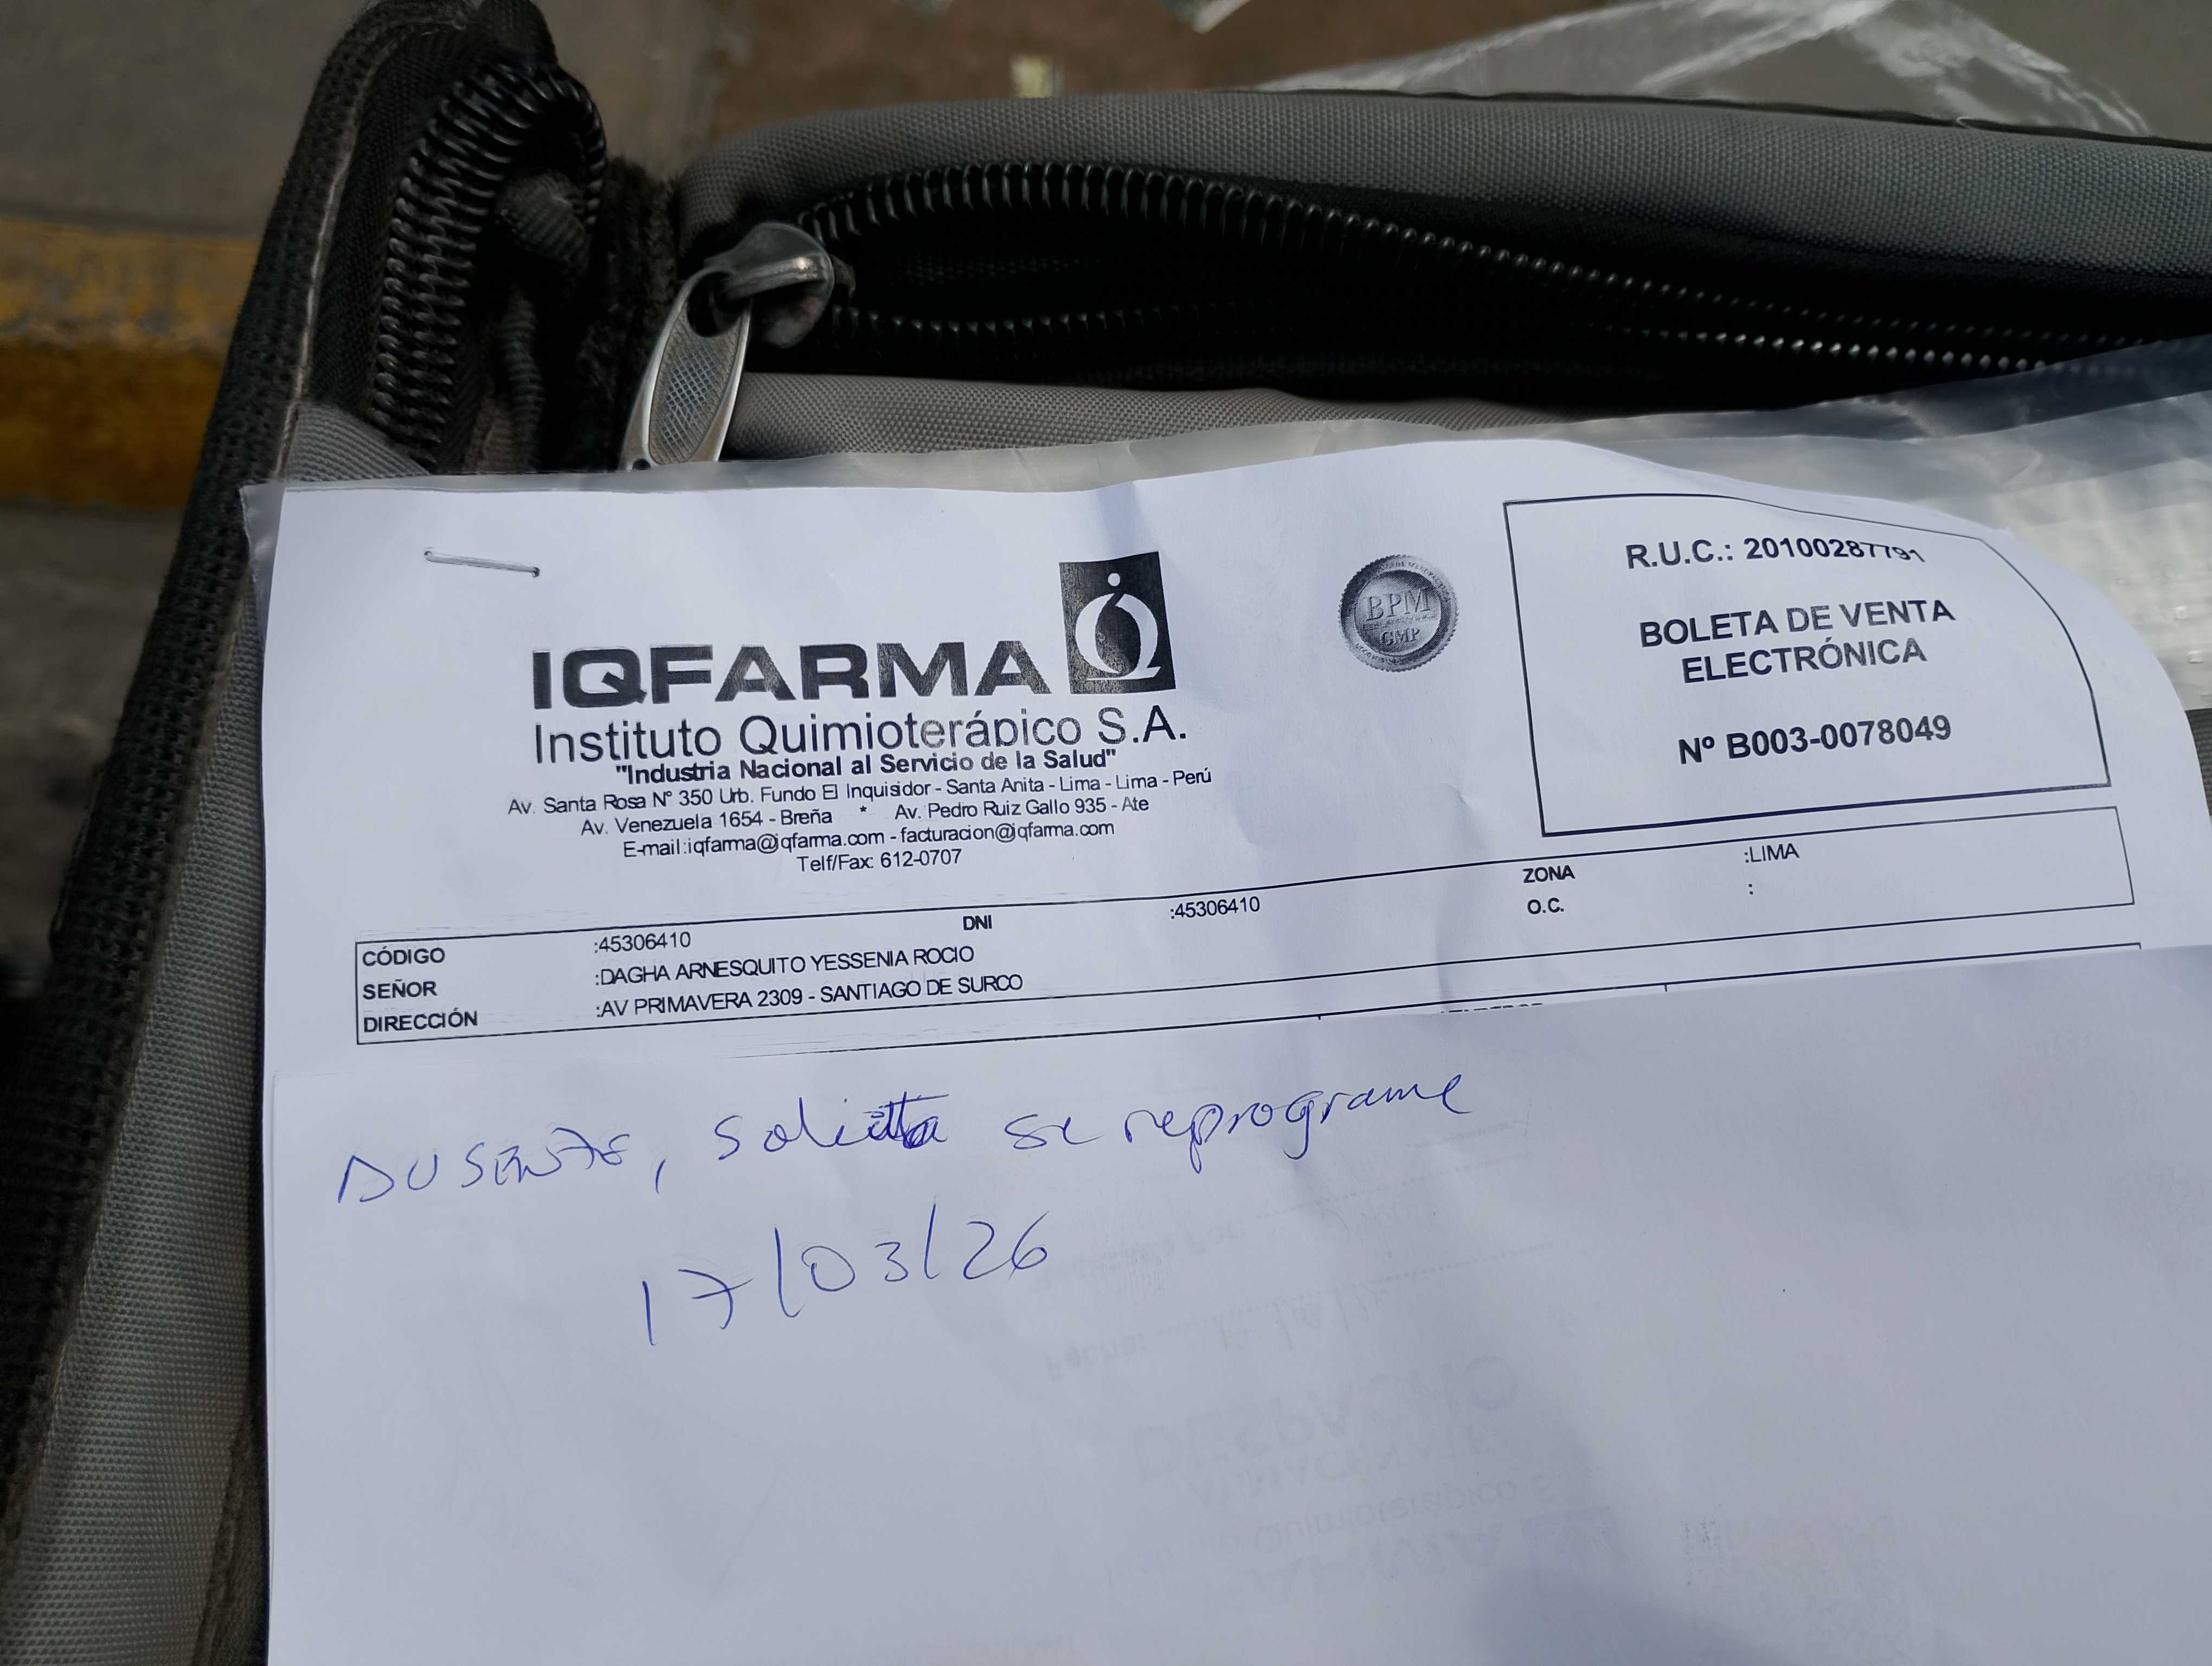 IQFARMA
Instituto Quimioterápico S.A.
"Industria Nacional al Servicio de la Salud"
Av. Santa Rosa Nº 350 Urb. Fundo El Inquisidor - Santa Anita - Lima - Lima - Perú
Av. Venezuela 1654 - Breña * Av. Pedro Ruiz Gallo 935 - Ate
E-mail:iqfarma@iqfarma.com - facturacion@iqfarma.com
Telf/Fax: 612-0707
BPM
GMP
R.U.C.: 20100287791
BOLETA DE VENTA
ELECTRÓNICA
Nº B003-0078049
CÓDIGO :45306410 DNI :45306410 ZONA :LIMA
SEÑOR :DAGHA ARNESQUITO YESSENIA ROCIO O.C. :
DIRECCIÓN :AV PRIMAVERA 2309 - SANTIAGO DE SURCO
AUSENTE, solicita se reprograme
17/03/26